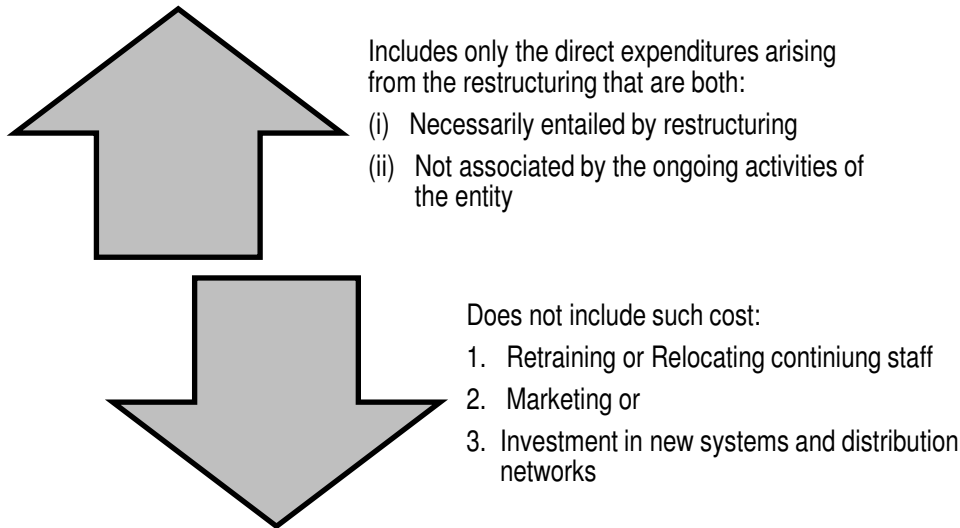 Includes only the direct expenditures arising
from the restructuring that are both:
(i) Necessarily entailed by restructuring
(ii) Not associated by the ongoing activities of
the entity
Does not include such cost:
1. Retraining or Relocating continiung staff
2. Marketing or
3. Investment in new systems and distribution
networks